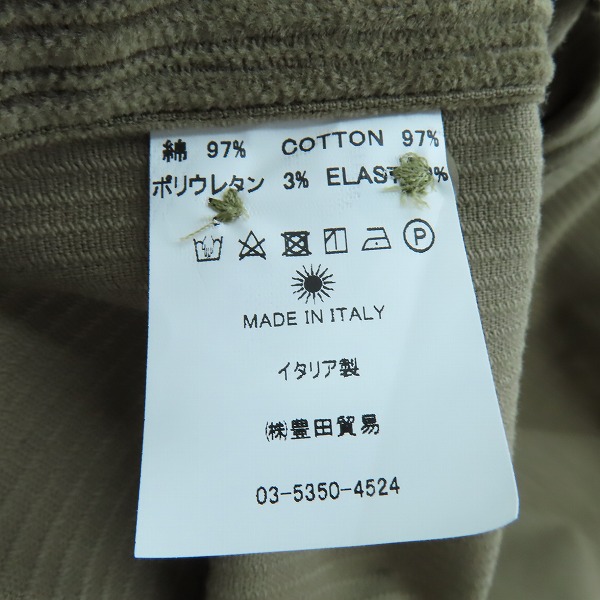 綿 97% COTTON 97%
ポリウレタン 3% ELAST %
P
MADE IN ITALY
イタリア製
㈱豊田貿易
03-5350-4524